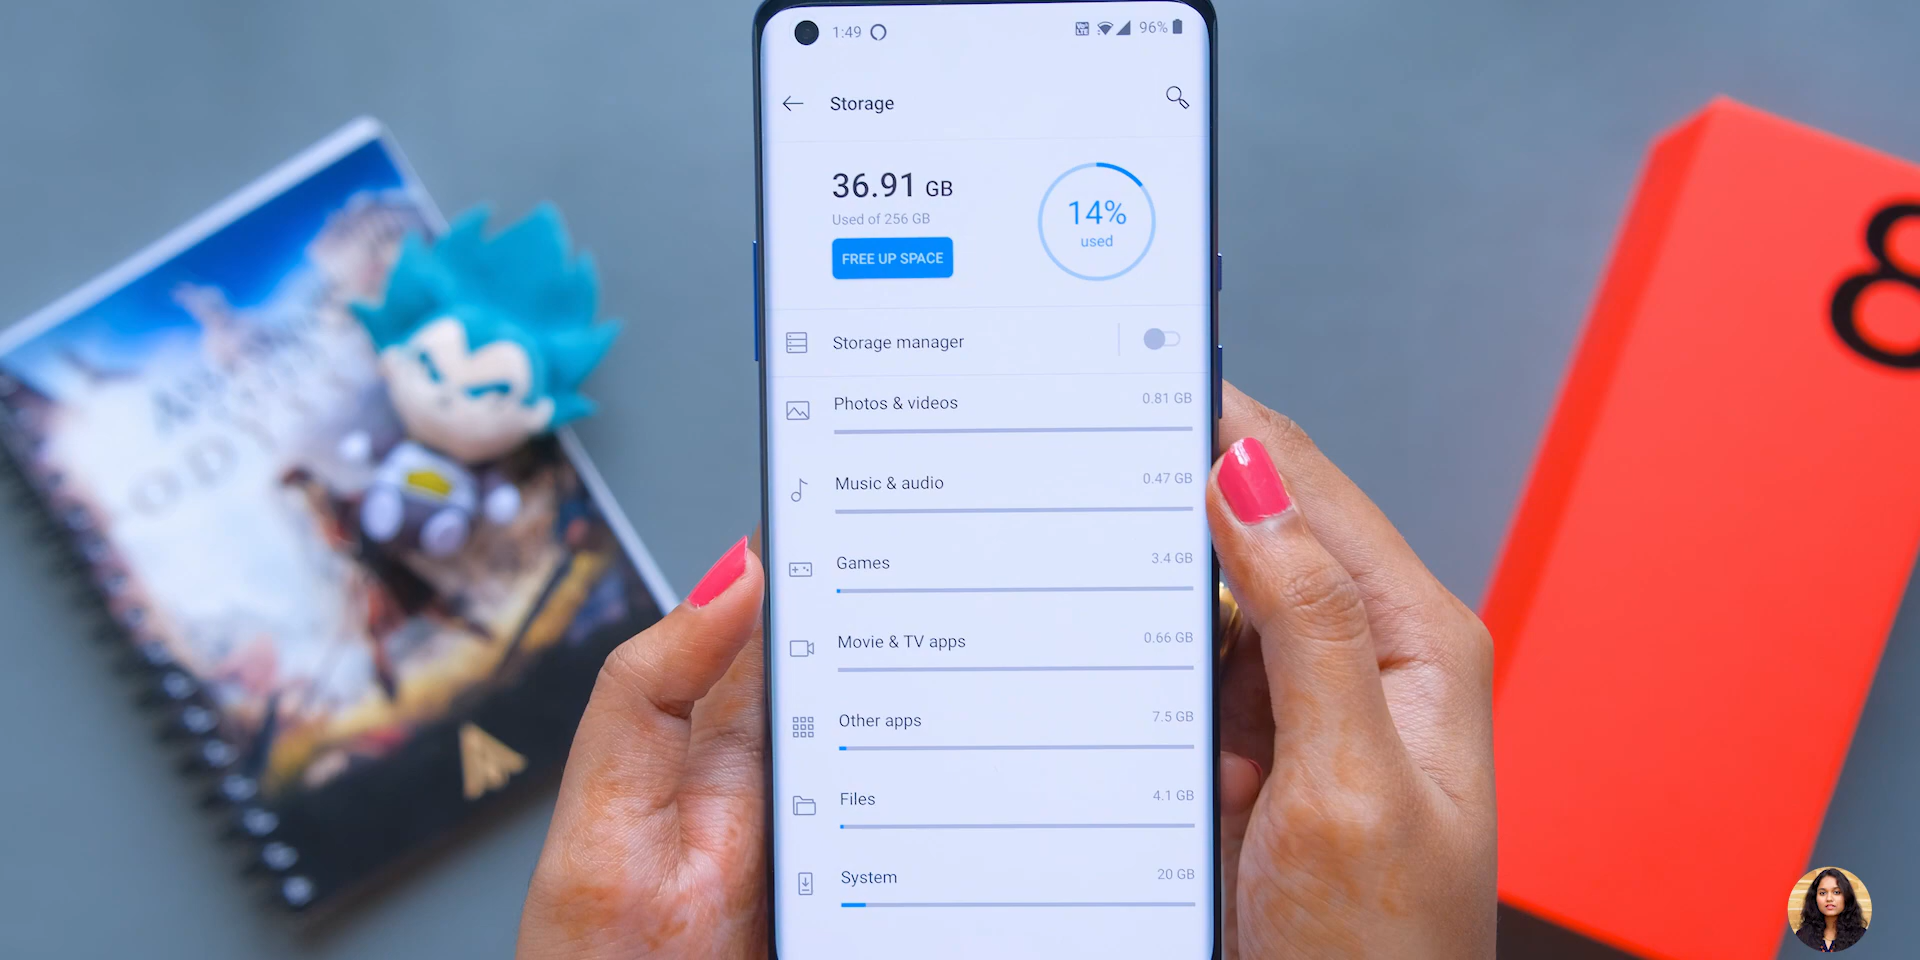 1:49
96%
Storage
36.91 GB
Used of 256 GB
14%
used
FREE UP SPACE
Storage manager
Photos & videos
0.81 GB
Music & audio
0.47 GB
Games
3.4 GB
Movie & TV apps
0.66 GB
Other apps
7.5 GB
Files
4.1 GB
System
20 GB
8